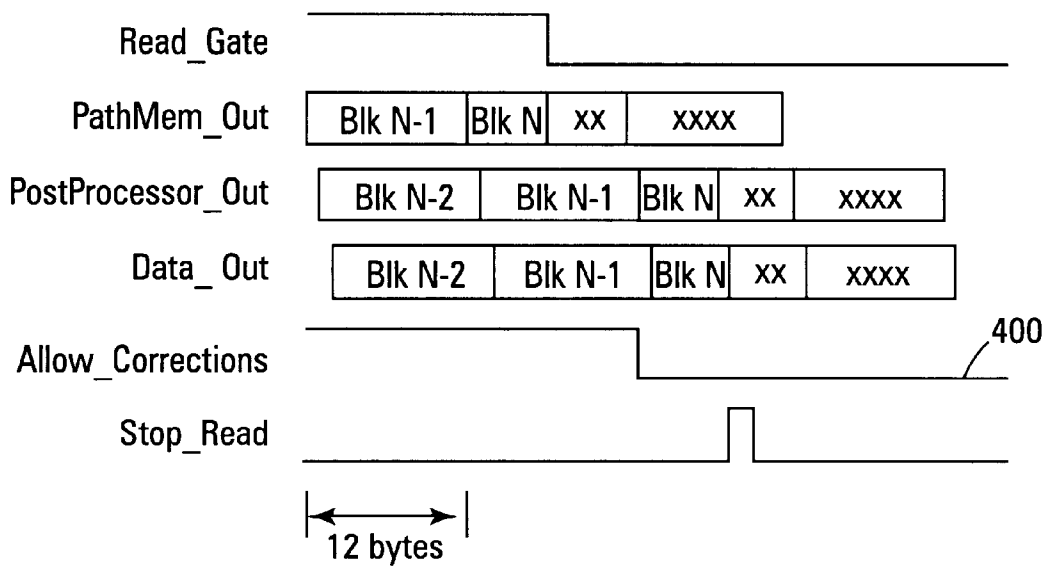 Read_Gate
PathMem_Out Blk N-1 Blk N xx xxxx
PostProcessor_Out Blk N-2 Blk N-1 Blk N xx xxxx
Data_ Out Blk N-2 Blk N-1 Blk N xx xxxx
Allow_Corrections 400
Stop_Read
12 bytes